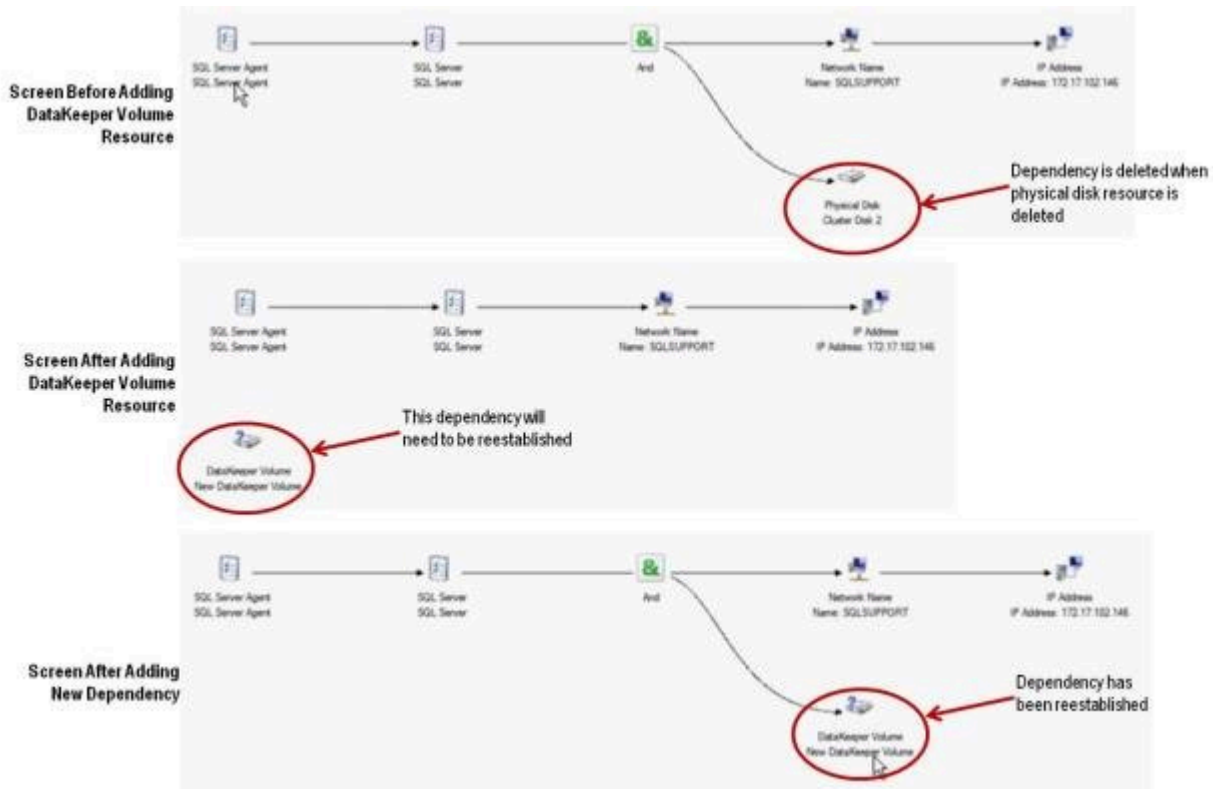 SQL Server Agent
SQL Server Agent
SQL Server
SQL Server
&
And
Network Name
Name: SQLSUPPORT
IP Address
IP Address: 172.17.102.146
Screen Before Adding
DataKeeper Volume
Resource
Physical Disk
Cluster Disk 2
Dependency is deleted when
physical disk resource is
deleted
SQL Server Agent
SQL Server Agent
SQL Server
SQL Server
Network Name
Name: SQLSUPPORT
IP Address
IP Address: 172.17.102.146
Screen After Adding
DataKeeper Volume
Resource
This dependency will
need to be reestablished
DataKeeper Volume
New DataKeeper Volume
SQL Server Agent
SQL Server Agent
SQL Server
SQL Server
&
And
Network Name
Name: SQLSUPPORT
IP Address
IP Address: 172.17.102.146
Screen After Adding
New Dependency
Dependency has
been reestablished
DataKeeper Volume
New DataKeeper Volume